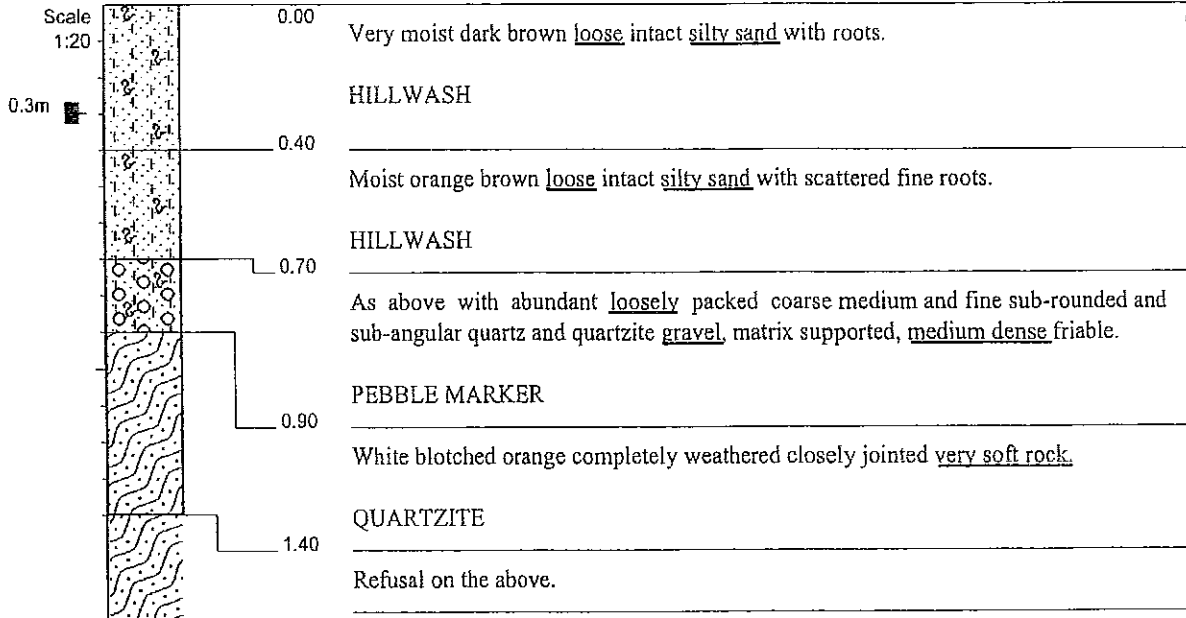 Scale
1:20
0.3m
0.00
Very moist dark brown loose intact silty sand with roots.
HILLWASH
0.40
Moist orange brown loose intact silty sand with scattered fine roots.
HILLWASH
0.70
As above with abundant loosely packed coarse medium and fine sub-rounded and
sub-angular quartz and quartzite gravel, matrix supported, medium dense friable.
PEBBLE MARKER
0.90
White blotched orange completely weathered closely jointed very soft rock.
QUARTZITE
1.40
Refusal on the above.